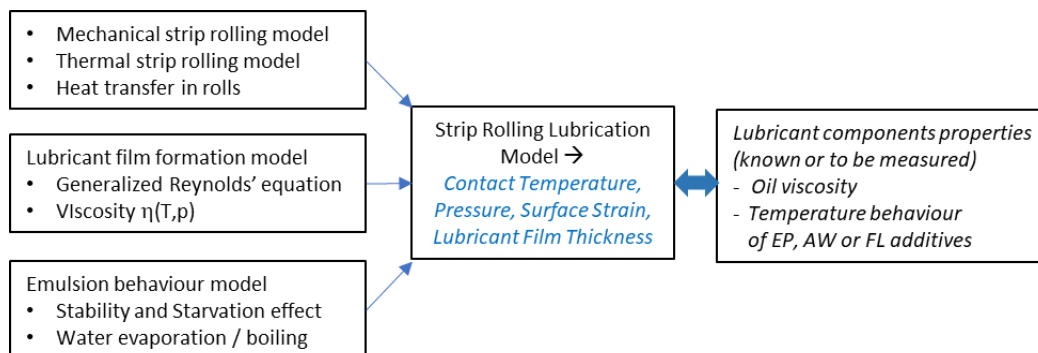 • Mechanical strip rolling model
• Thermal strip rolling model
• Heat transfer in rolls
Lubricant film formation model
• Generalized Reynolds’ equation
• VIscosity η(T,p)
Emulsion behaviour model
• Stability and Starvation effect
• Water evaporation / boiling
Strip Rolling Lubrication
Model →
Contact Temperature,
Pressure, Surface Strain,
Lubricant Film Thickness
Lubricant components properties
(known or to be measured)
- Oil viscosity
- Temperature behaviour
of EP, AW or FL additives